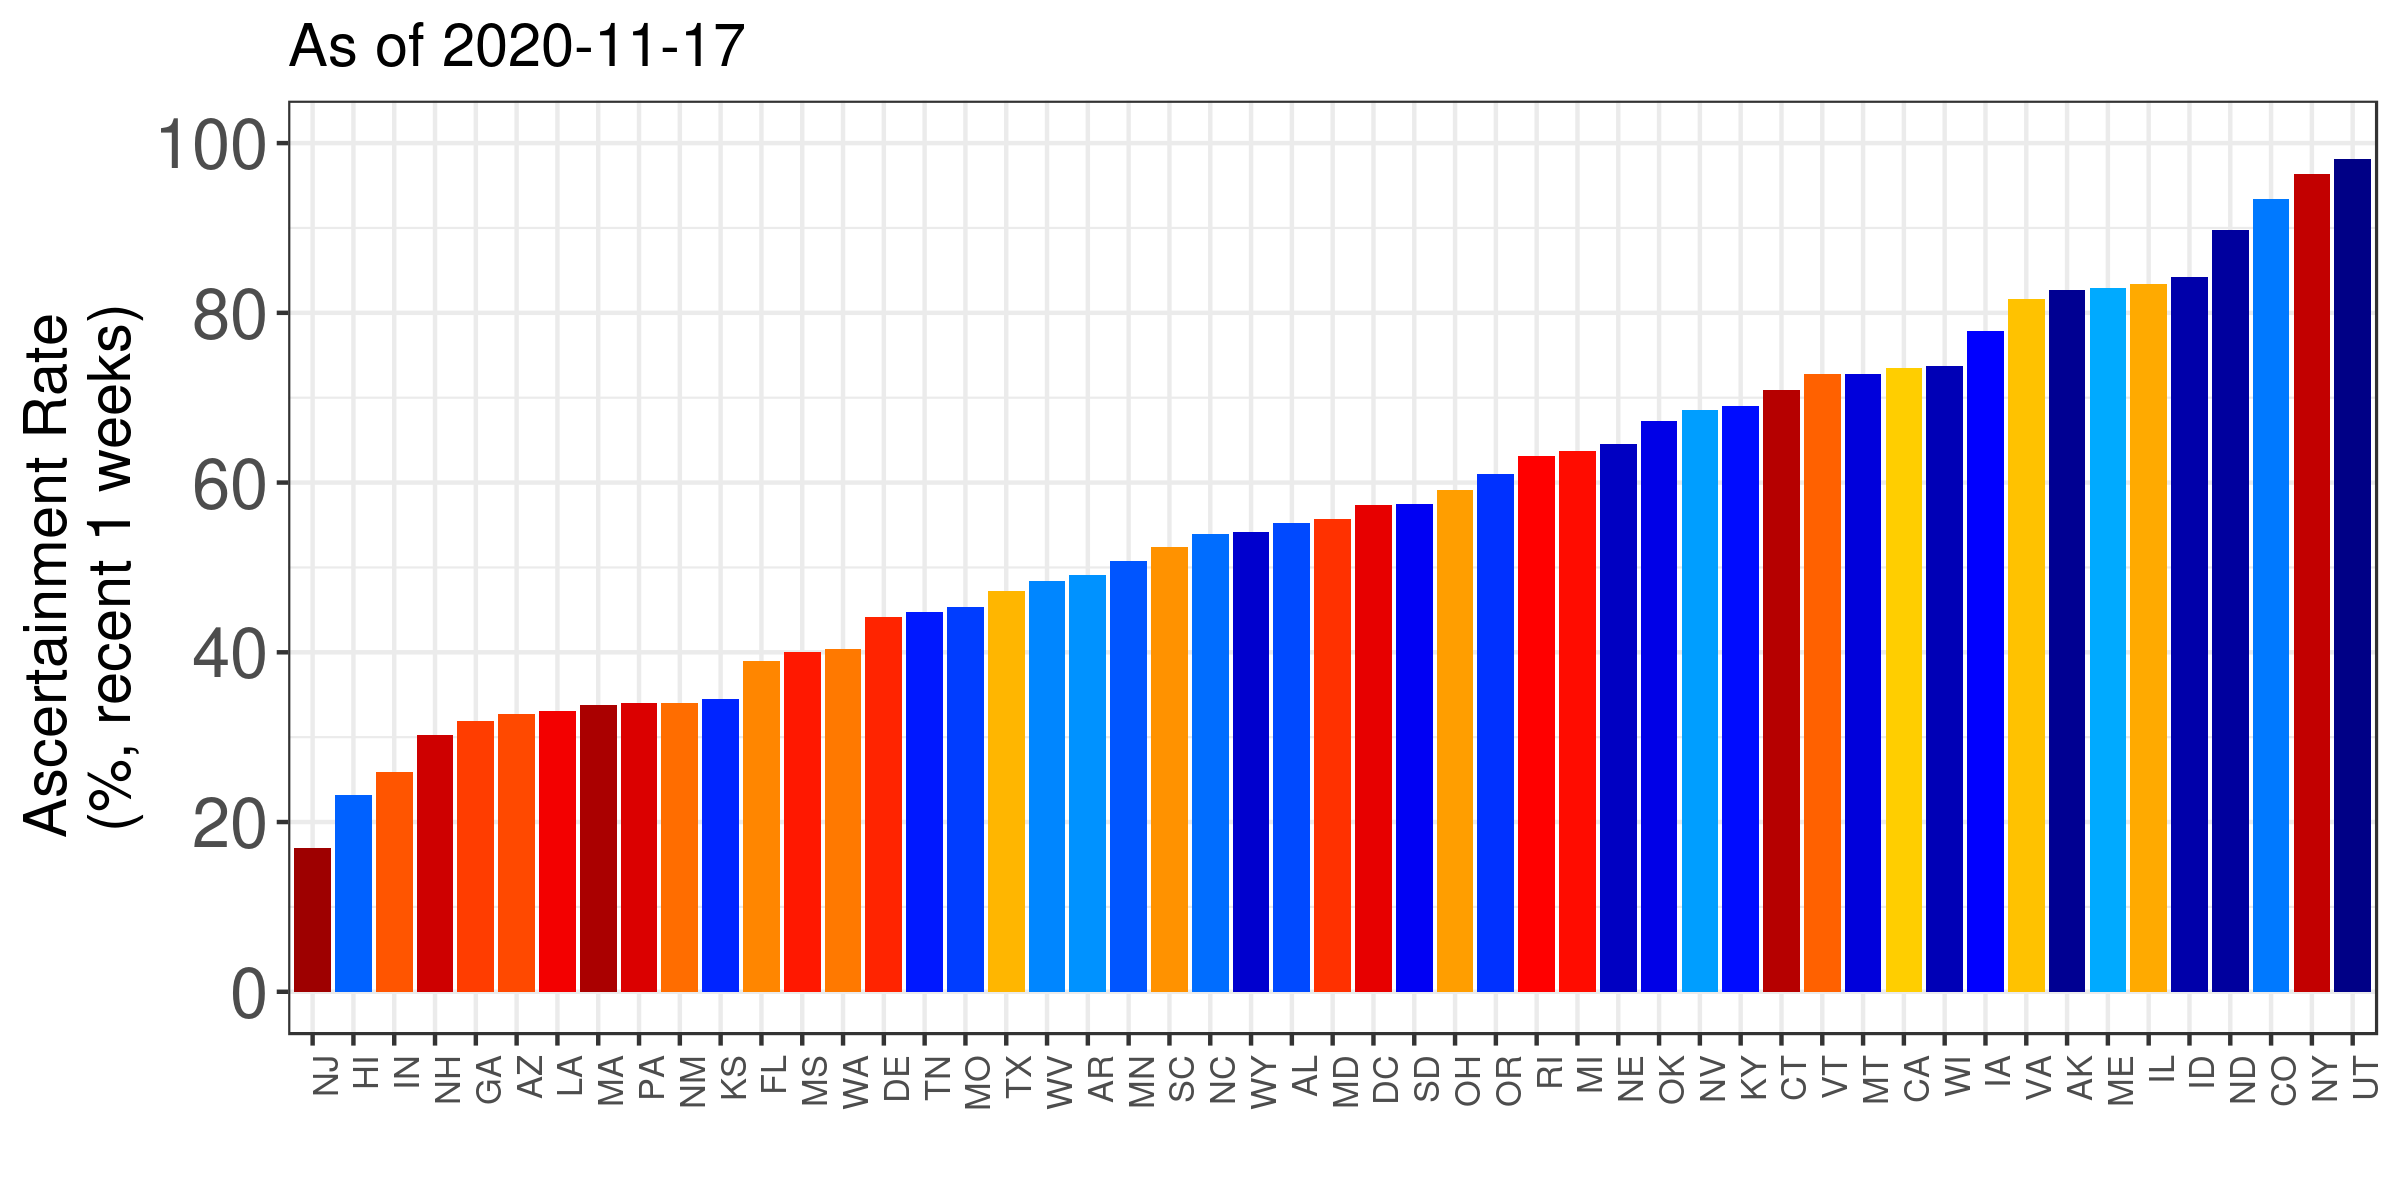 As of 2020-11-17
Ascertainment Rate
(%, recent 1 weeks)
100
80
60
40
20
0
NJ HI IN NH GA AZ LA MA PA NM KS FL MS WA DE TN MO TX WV AR MN SC NC WY AL MD DC SD OH OR RI MI NE OK NV KY CT VT MT CA WI IA VA AK ME IL ID ND CO NY UT